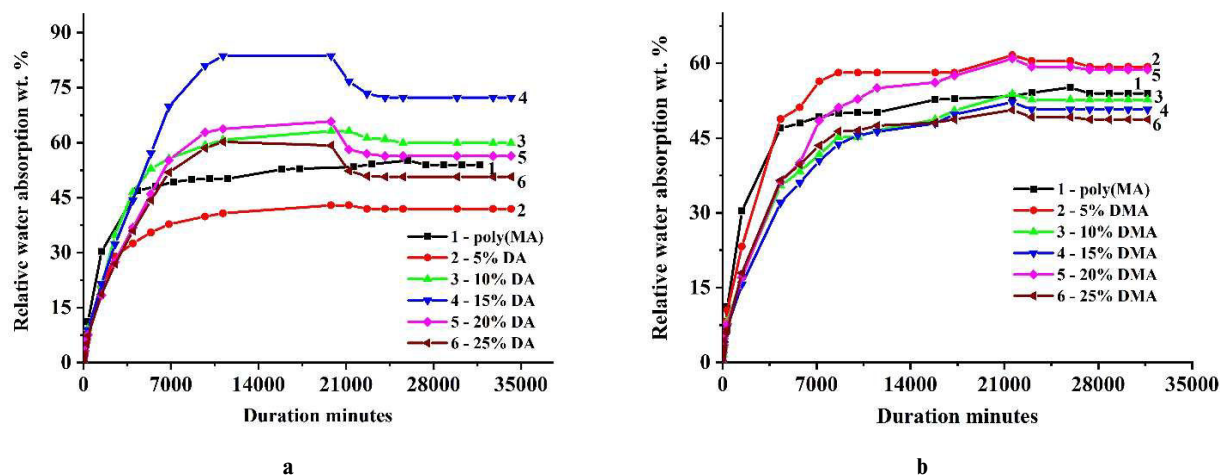 Relative water absorption wt. %
90
75
60
45
30
15
0
0 7000 14000 21000 28000 35000
Duration minutes
4
3
5
1
6
2
1 - poly(MA)
2 - 5% DA
3 - 10% DA
4 - 15% DA
5 - 20% DA
6 - 25% DA
a
Relative water absorption wt. %
60
45
30
15
0
0 7000 14000 21000 28000 35000
Duration minutes
2
5
1
3
4
6
1 - poly(MA)
2 - 5% DMA
3 - 10% DMA
4 - 15% DMA
5 - 20% DMA
6 - 25% DMA
b